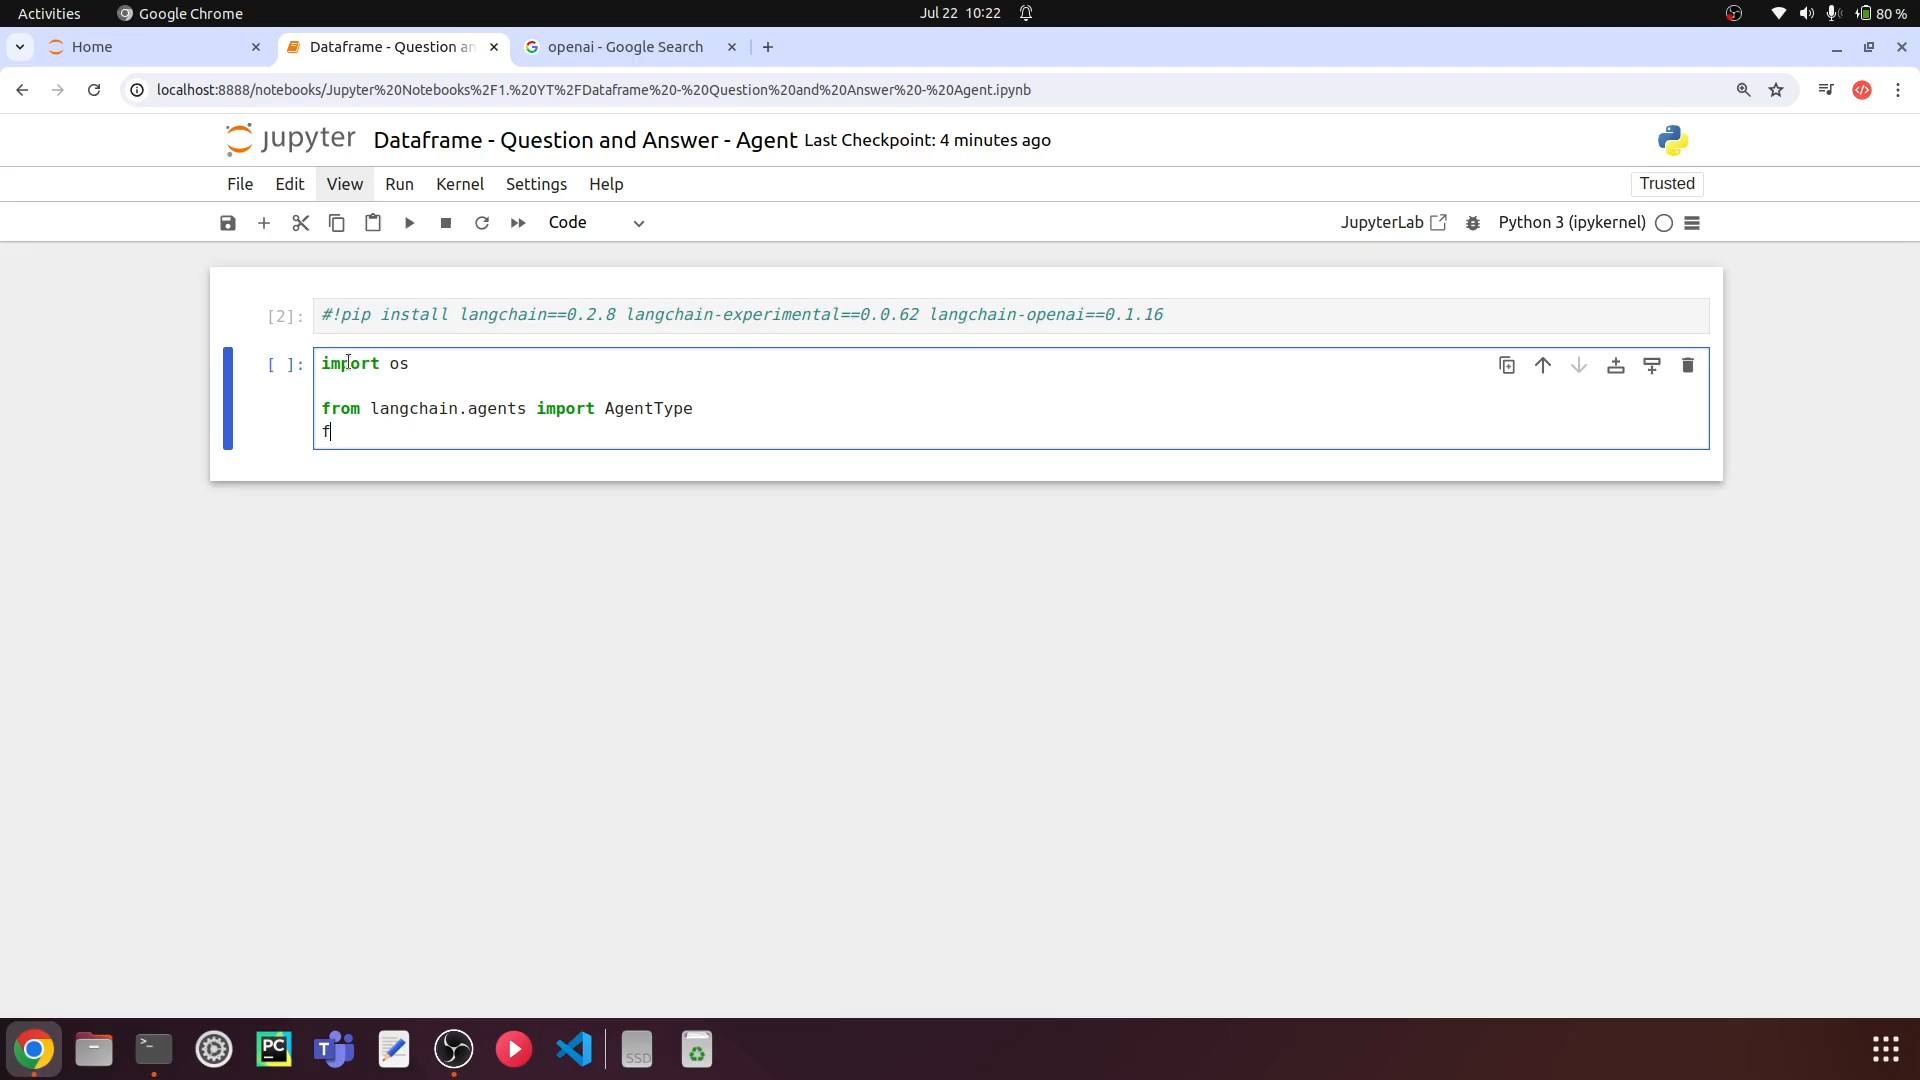 Activities
Google Chrome
Jul 22 10:22
80 %
Home
Dataframe - Question an
openai - Google Search
localhost:8888/notebooks/Jupyter%20Notebooks%2F1.%20YT%2FDataframe%20-%20Question%20and%20Answer%20-%20Agent.ipynb
jupyter
Dataframe - Question and Answer - Agent Last Checkpoint: 4 minutes ago
File Edit View Run Kernel Settings Help
Trusted
Code
JupyterLab
Python 3 (ipykernel)
[2]: #!pip install langchain==0.2.8 langchain-experimental==0.0.62 langchain-openai==0.1.16
[ ]: import os
from langchain.agents import AgentType
f
PC
T
SSD